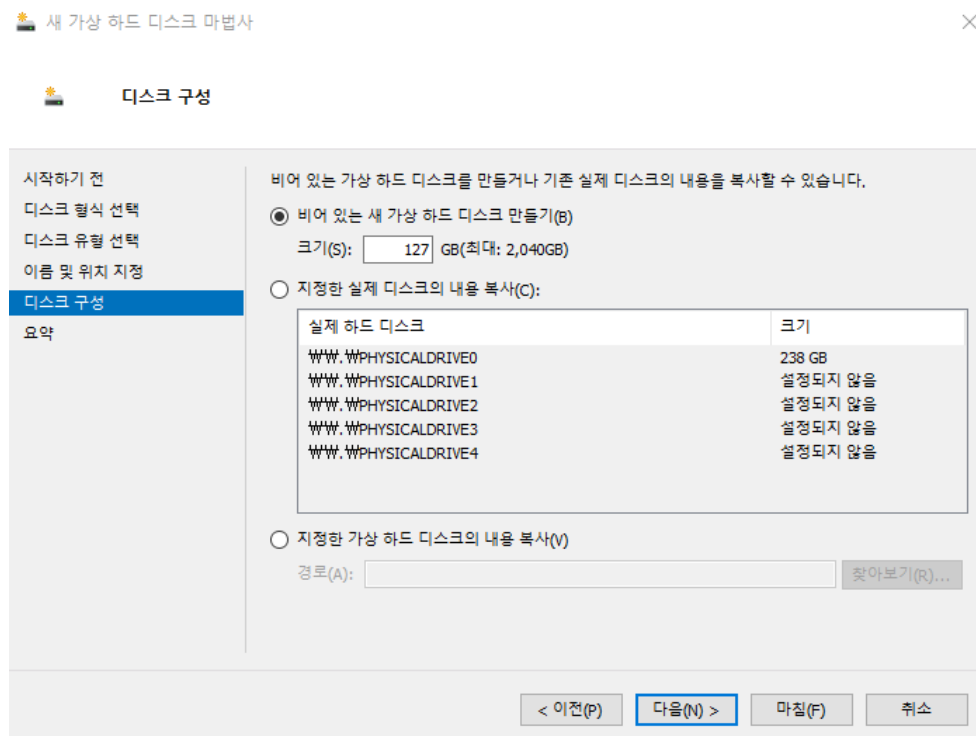 새 가상 하드 디스크 마법사
디스크 구성
시작하기 전
디스크 형식 선택
디스크 유형 선택
이름 및 위치 지정
디스크 구성
요약
비어 있는 가상 하드 디스크를 만들거나 기존 실제 디스크의 내용을 복사할 수 있습니다.
비어 있는 새 가상 하드 디스크 만들기(B)
크기(S): 127 GB(최대: 2,040GB)
지정한 실제 디스크의 내용 복사(C):
실제 하드 디스크 크기
₩₩.₩PHYSICALDRIVE0 238 GB
₩₩.₩PHYSICALDRIVE1 설정되지 않음
₩₩.₩PHYSICALDRIVE2 설정되지 않음
₩₩.₩PHYSICALDRIVE3 설정되지 않음
₩₩.₩PHYSICALDRIVE4 설정되지 않음
지정한 가상 하드 디스크의 내용 복사(V)
경로(A): 찾아보기(R)...
< 이전(P) 다음(N) > 마침(F) 취소